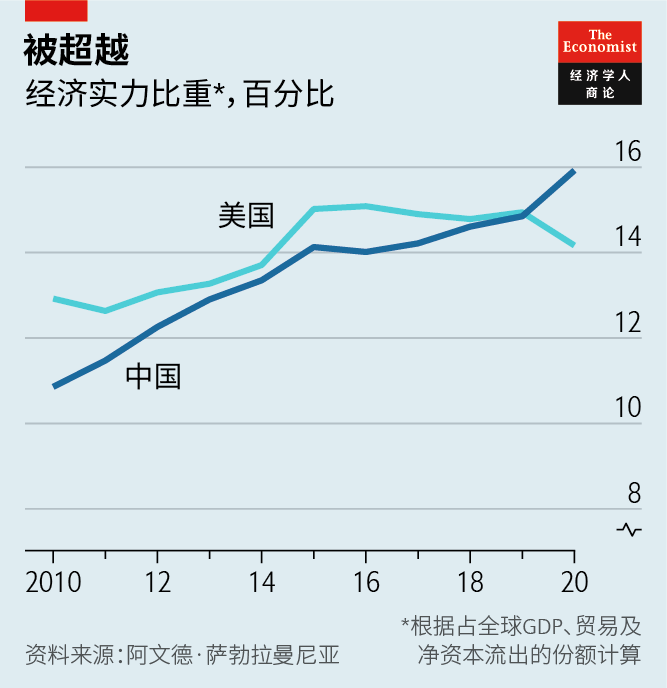 被超越
经济实力比重*，百分比
The
Economist
经济学人
商论
16
14
12
10
8
美国
中国
2010 12 14 16 18 20
*根据占全球GDP、贸易及
净资本流出的份额计算
资料来源：阿文德·萨勃拉曼尼亚